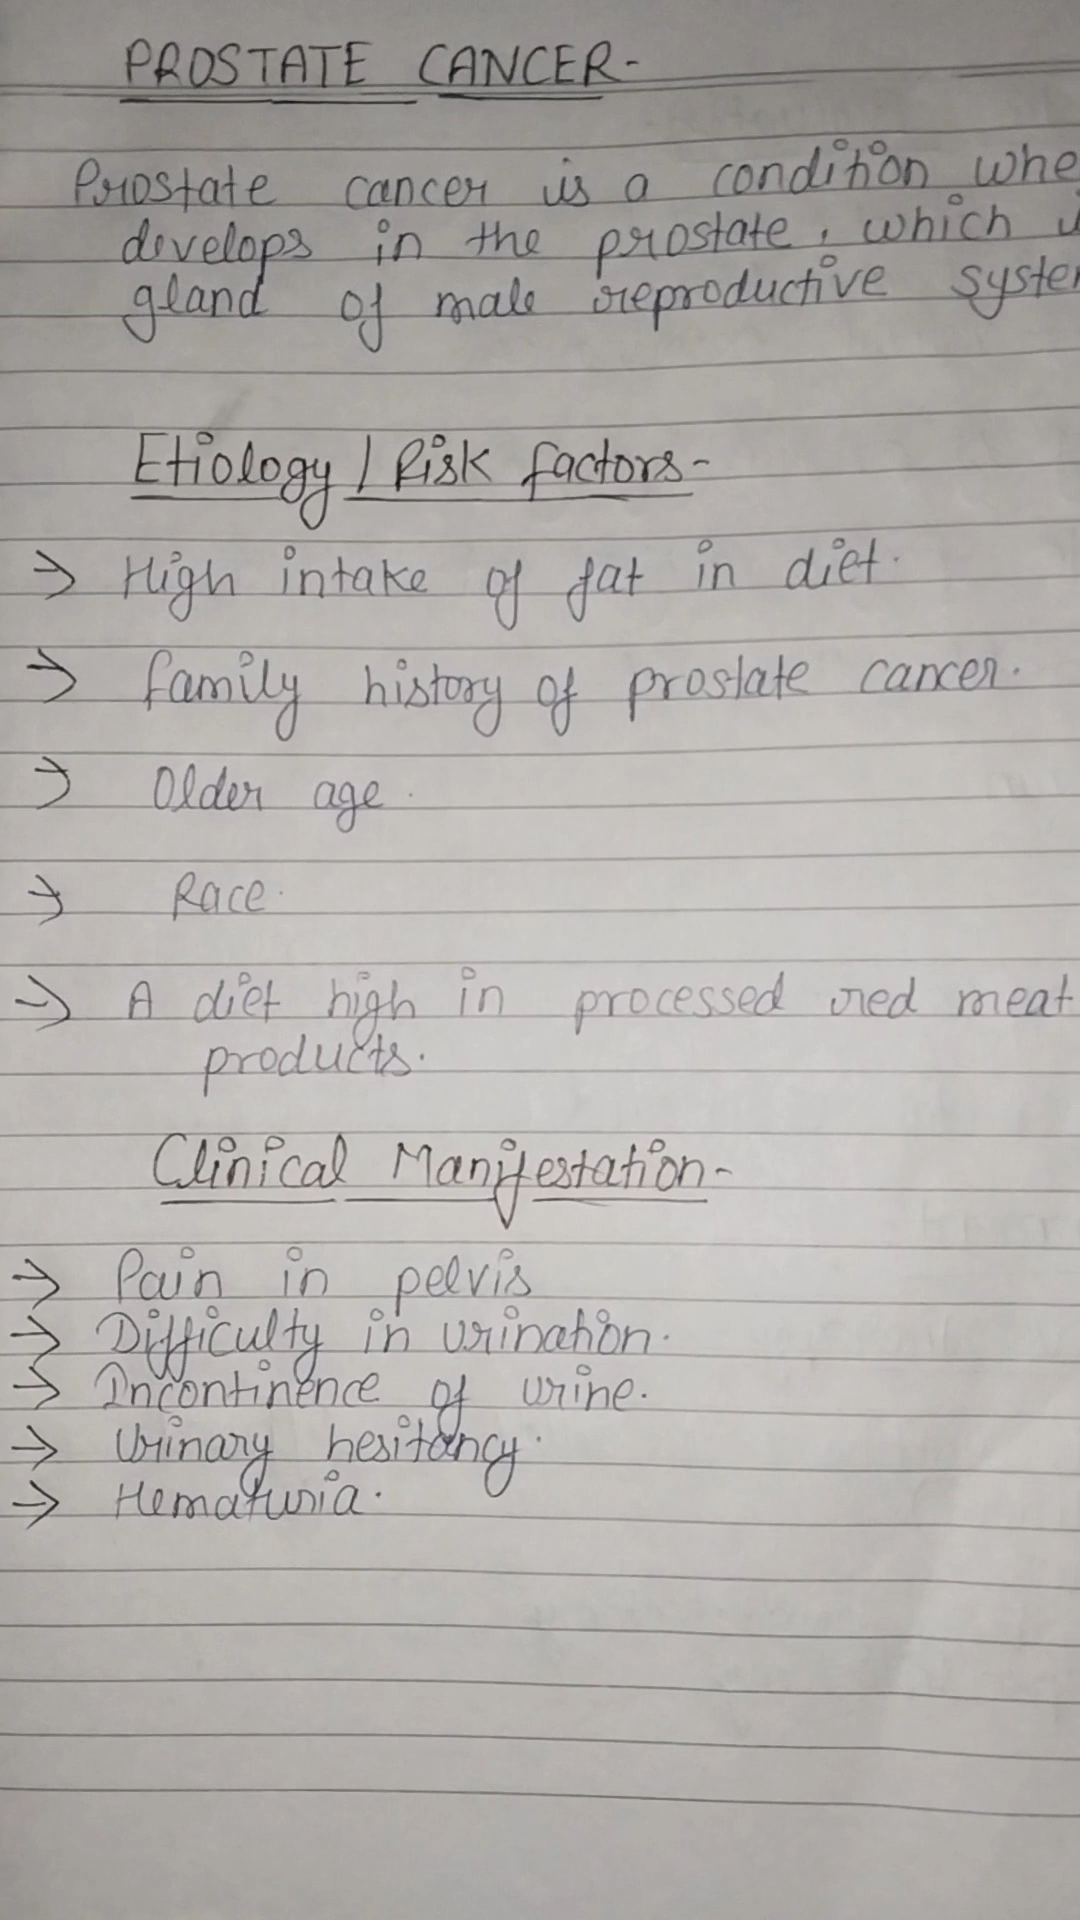 PROSTATE CANCER-
Prostate cancer is a condition whe
develops in the prostate, which
gland of male reproductive system
Etiology / Risk factors-
→ High intake of fat in diet.
→ family history of prostate cancer.
→ Older age.
→ Race.
→ A diet high in processed red meat
products.
Clinical Manifestation-
→ Pain in pelvis
→ Difficulty in urination.
→ Incontinence of urine.
→ Urinary hesitancy.
→ Hematuria.